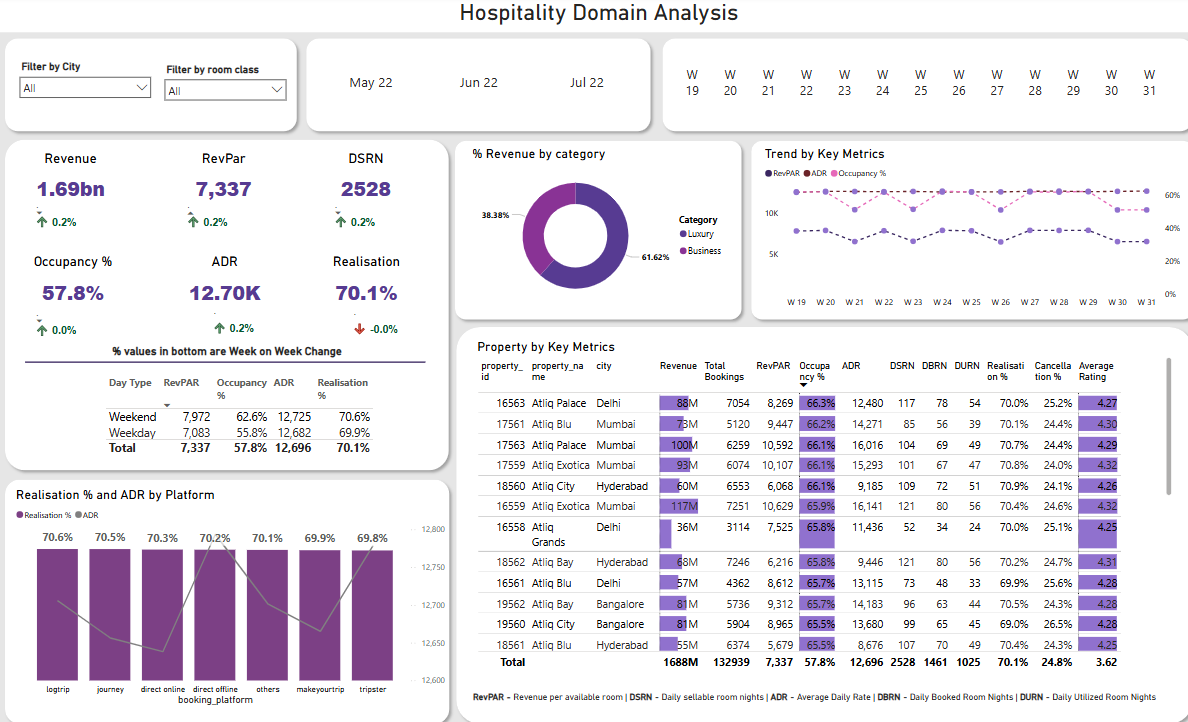 Hospitality Domain Analysis
Filter by City
All
Filter by room class
All
May 22 Jun 22 Jul 22
W 19 W 20 W 21 W 22 W 23 W 24 W 25 W 26 W 27 W 28 W 29 W 30 W 31
Revenue RevPar DSRN
1.69bn 7,337 2528
0.2% 0.2% 0.2%
Occupancy % ADR Realisation
57.8% 12.70K 70.1%
0.0% 0.2% -0.0%
% values in bottom are Week on Week Change
Day Type RevPAR Occupancy % ADR Realisation %
Weekend 7,972 62.6% 12,725 70.6%
Weekday 7,083 55.8% 12,682 69.9%
Total 7,337 57.8% 12,696 70.1%
% Revenue by category
38.38%
61.62%
Category
Luxury
Business
Trend by Key Metrics
RevPAR ADR Occupancy %
10K
5K
60%
40%
20%
0%
W 19 W 20 W 21 W 22 W 23 W 24 W 25 W 26 W 27 W 28 W 29 W 30 W 31
Realisation % and ADR by Platform
Realisation % ADR
70.6% 70.5% 70.3% 70.2% 70.1% 69.9% 69.8%
12,800
12,750
12,700
12,650
12,600
logtrip journey direct online direct offline others makeyourtrip tripster
booking_platform
Property by Key Metrics
property_id property_name city Revenue Total Bookings RevPAR Occupancy % ADR DSRN DBRN DURN Realisation % Cancellation % Average Rating
16563 Atliq Palace Delhi 88M 7054 8,269 66.3% 12,480 117 78 54 70.0% 25.2% 4.27
17561 Atliq Blu Mumbai 73M 5120 9,447 66.2% 14,271 85 56 39 70.1% 24.4% 4.30
17563 Atliq Palace Mumbai 100M 6259 10,592 66.1% 16,016 104 69 49 70.7% 24.4% 4.29
17559 Atliq Exotica Mumbai 93M 6074 10,107 66.1% 15,293 101 67 47 70.8% 24.0% 4.32
18560 Atliq City Hyderabad 60M 6553 6,068 66.1% 9,185 109 72 51 70.9% 24.1% 4.26
16559 Atliq Exotica Mumbai 117M 7251 10,629 65.9% 16,141 121 80 56 70.4% 24.6% 4.32
16558 Atliq Grands Delhi 36M 3114 7,525 65.8% 11,436 52 34 24 70.0% 25.1% 4.25
18562 Atliq Bay Hyderabad 68M 7246 6,216 65.8% 9,446 121 80 56 70.2% 24.7% 4.31
16561 Atliq Blu Delhi 57M 4362 8,612 65.7% 13,115 73 48 33 69.9% 25.6% 4.28
19562 Atliq Bay Bangalore 81M 5736 9,312 65.7% 14,183 96 63 44 70.5% 24.3% 4.28
19560 Atliq City Bangalore 81M 5904 8,965 65.5% 13,680 99 65 45 69.0% 26.5% 4.28
18561 Atliq Blu Hyderabad 55M 6374 5,679 65.5% 8,676 107 70 49 70.4% 24.3% 4.25
Total 1688M 132939 7,337 57.8% 12,696 2528 1461 1025 70.1% 24.8% 3.62
RevPAR - Revenue per available room | DSRN - Daily sellable room nights | ADR - Average Daily Rate | DBRN - Daily Booked Room Nights | DURN - Daily Utilized Room Nights